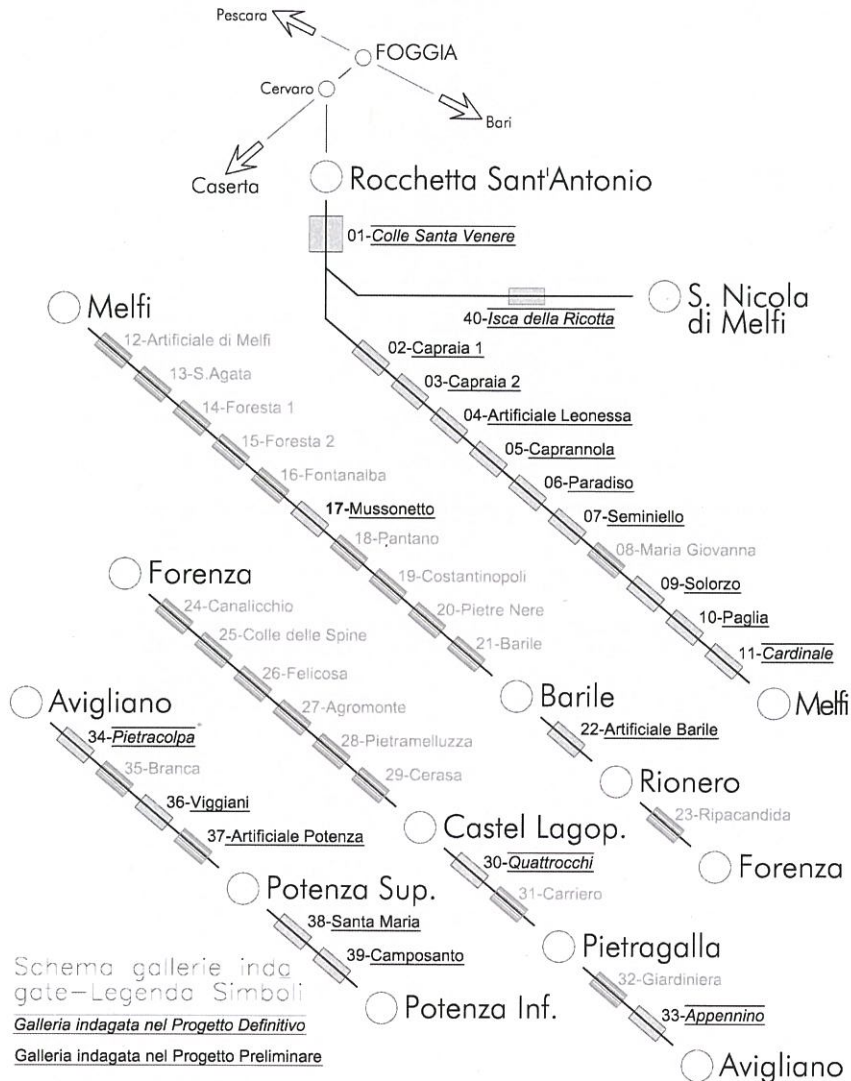 Pescara
FOGGIA
Cervaro
Bari
Caserta
Rocchetta Sant'Antonio
01-Colle Santa Venere
S. Nicola
di Melfi
40-Isca della Ricotta
Melfi
12-Artificiale di Melfi
13-S.Agata
14-Foresta 1
15-Foresta 2
16-Fontanalba
17-Mussonetto
18-Pantano
19-Costantinopoli
20-Pietre Nere
21-Barile
02-Capraia 1
03-Capraia 2
04-Artificiale Leonessa
05-Caprannola
06-Paradiso
07-Seminiello
08-Maria Giovanna
09-Solorzo
10-Paglia
11-Cardinale
Melfi
Barile
22-Artificiale Barile
Rionero
23-Ripacandida
Forenza
Forenza
24-Canalicchio
25-Colle delle Spine
26-Felicosa
27-Agromonte
28-Pietramelluzza
29-Cerasa
Castel Lagop.
30-Quattrocchi
31-Carriero
Pietragalla
32-Giardiniera
33-Appennino
Avigliano
Avigliano
34-Pietracolpa
35-Branca
36-Viggiani
37-Artificiale Potenza
Potenza Sup.
38-Santa Maria
39-Camposanto
Potenza Inf.
Schema gallerie inda
gate-Legenda Simboli
Galleria indagata nel Progetto Definitivo
Galleria indagata nel Progetto Preliminare